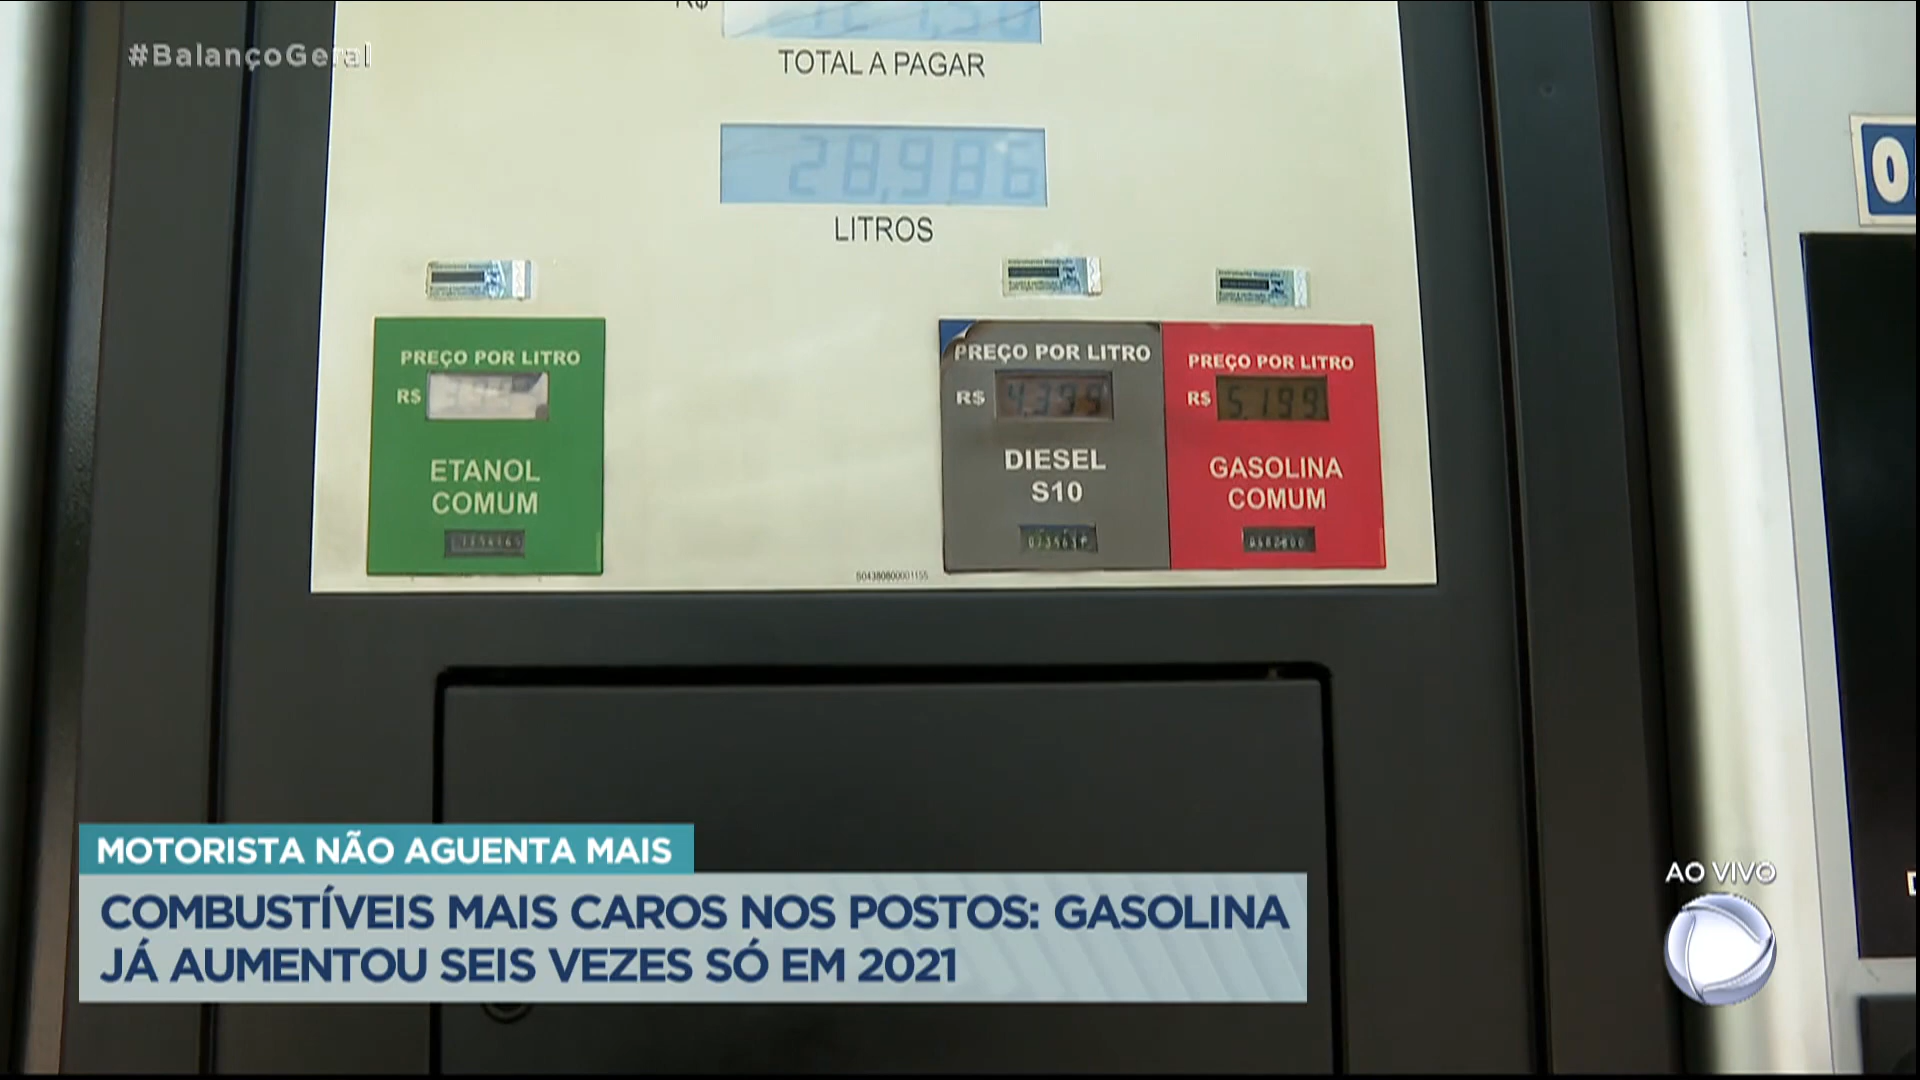 #BalançoGeral
R$
TOTAL A PAGAR
28,986
LITROS
PREÇO POR LITRO
R$
ETANOL
COMUM
PREÇO POR LITRO
R$ 4,399
DIESEL
S10
PREÇO POR LITRO
R$ 5,199
GASOLINA
COMUM
MOTORISTA NÃO AGUENTA MAIS
COMBUSTÍVEIS MAIS CAROS NOS POSTOS: GASOLINA
JÁ AUMENTOU SEIS VEZES SÓ EM 2021
AO VIVO